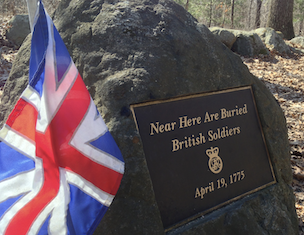 Near Here Are Buried
British Soldiers
April 19, 1775